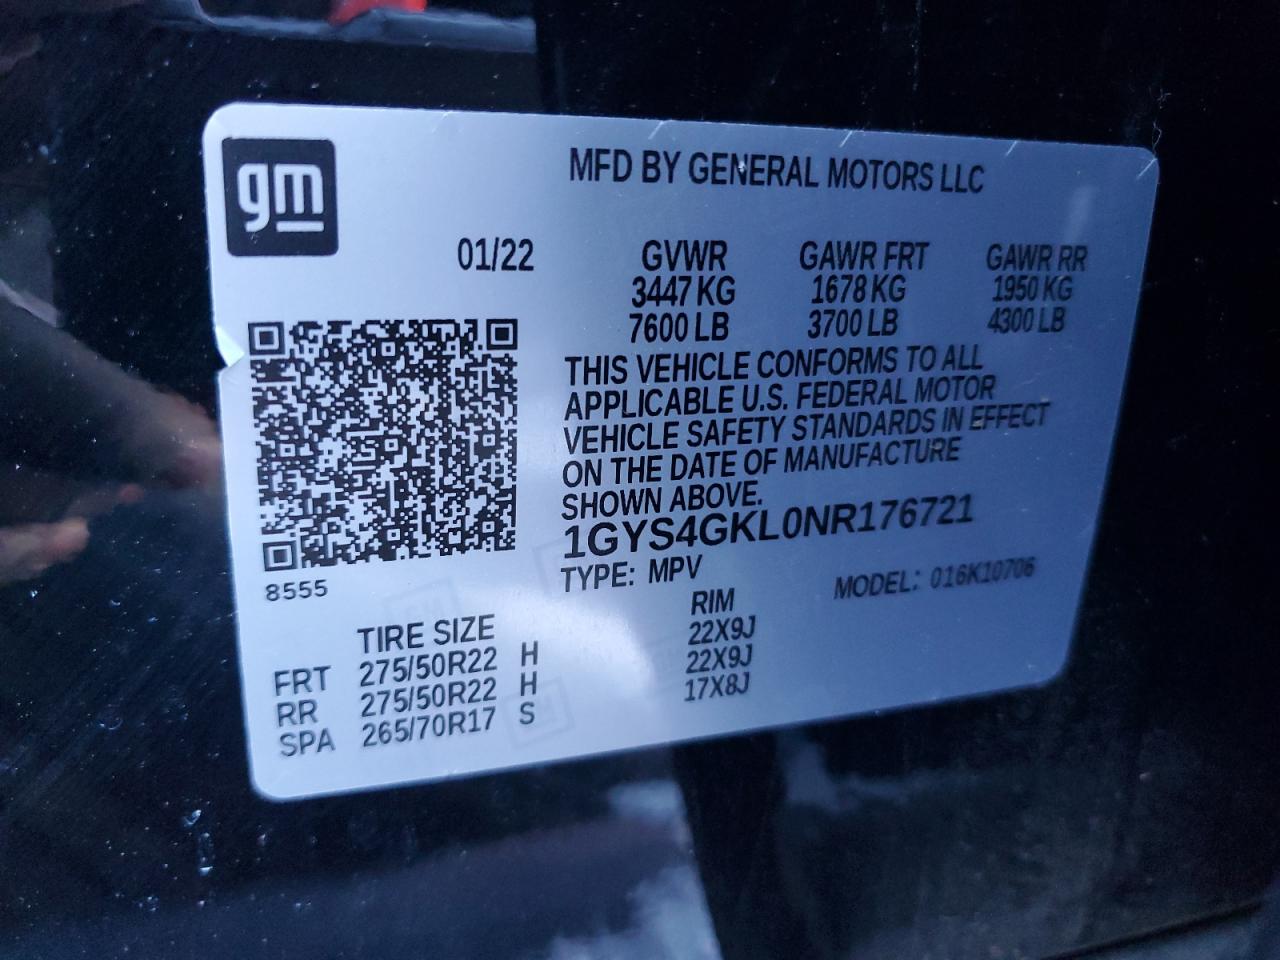 gm
MFD BY GENERAL MOTORS LLC
01/22 GVWR GAWR FRT GAWR RR
3447 KG 1678 KG 1950 KG
7600 LB 3700 LB 4300 LB
THIS VEHICLE CONFORMS TO ALL
APPLICABLE U.S. FEDERAL MOTOR
VEHICLE SAFETY STANDARDS IN EFFECT
ON THE DATE OF MANUFACTURE
SHOWN ABOVE.
1GYS4GKL0NR176721
8555
TYPE: MPV MODEL: 016K10706
TIRE SIZE RIM
FRT 275/50R22 H 22X9J
RR 275/50R22 H 22X9J
SPA 265/70R17 S 17X8J